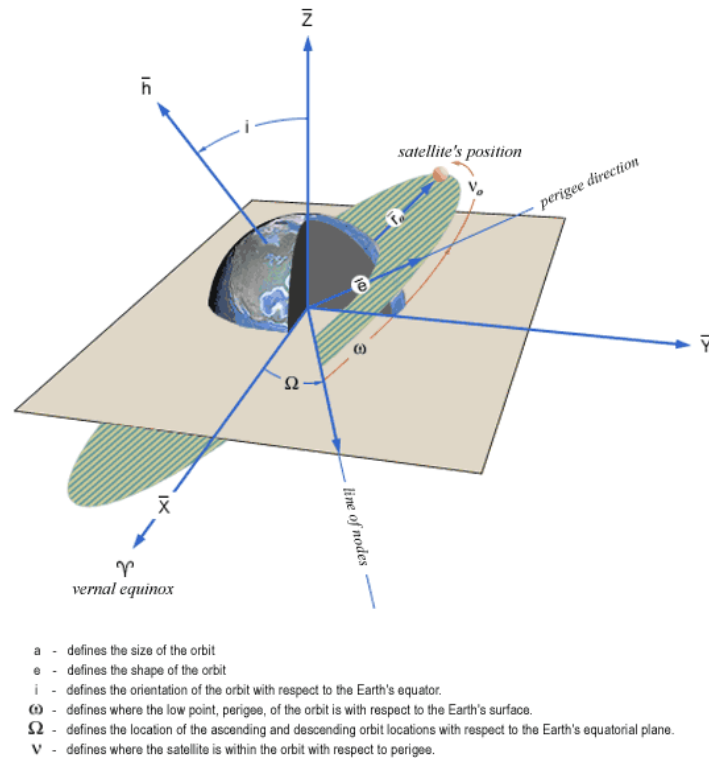 Z̄
h̄
i
satellite's position
νₒ
perigee direction
r̄ₒ
ē
Ȳ
ω
Ω
X̄
line of nodes
♈
vernal equinox
a - defines the size of the orbit
e - defines the shape of the orbit
i - defines the orientation of the orbit with respect to the Earth's equator.
ω - defines where the low point, perigee, of the orbit is with respect to the Earth's surface.
Ω - defines the location of the ascending and descending orbit locations with respect to the Earth's equatorial plane.
ν - defines where the satellite is within the orbit with respect to perigee.